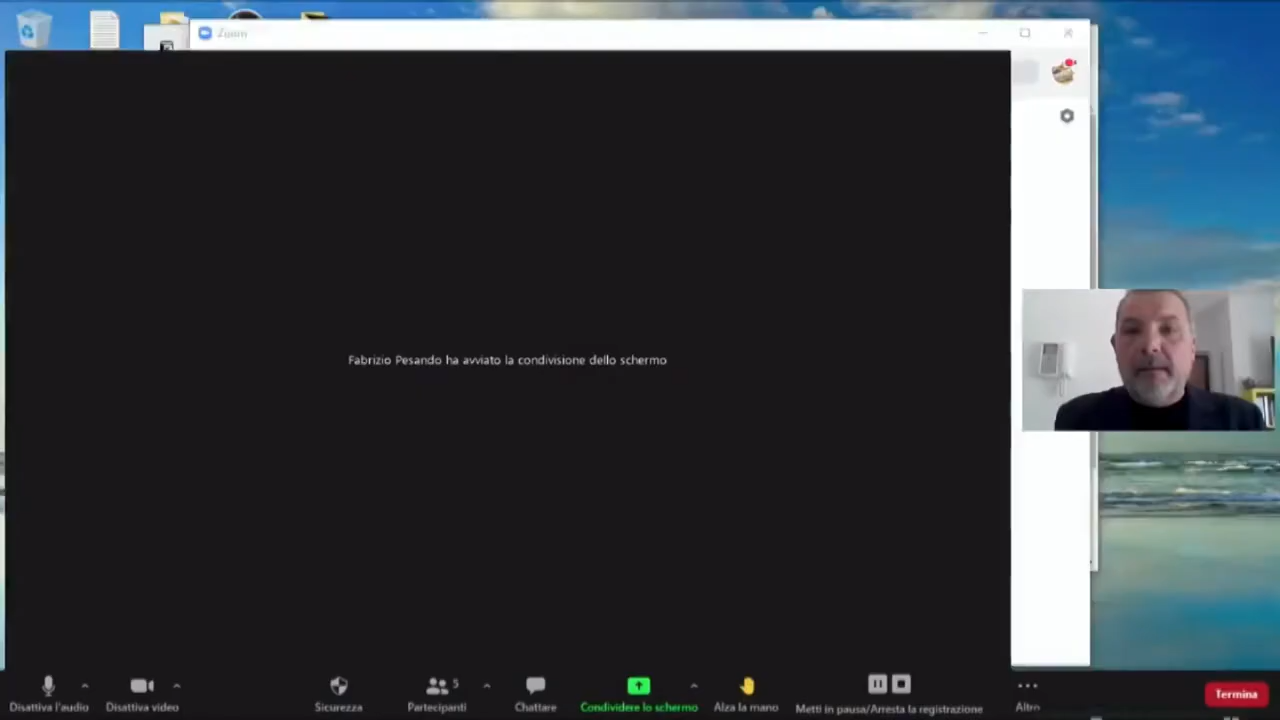 Zoom
Fabrizio Pesando ha avviato la condivisione dello schermo
5
Disattiva l'audio
Disattiva video
Sicurezza
Partecipanti
Chattare
Condividere lo schermo
Alza la mano
Metti in pausa/Arresta la registrazione
Altro
Termina